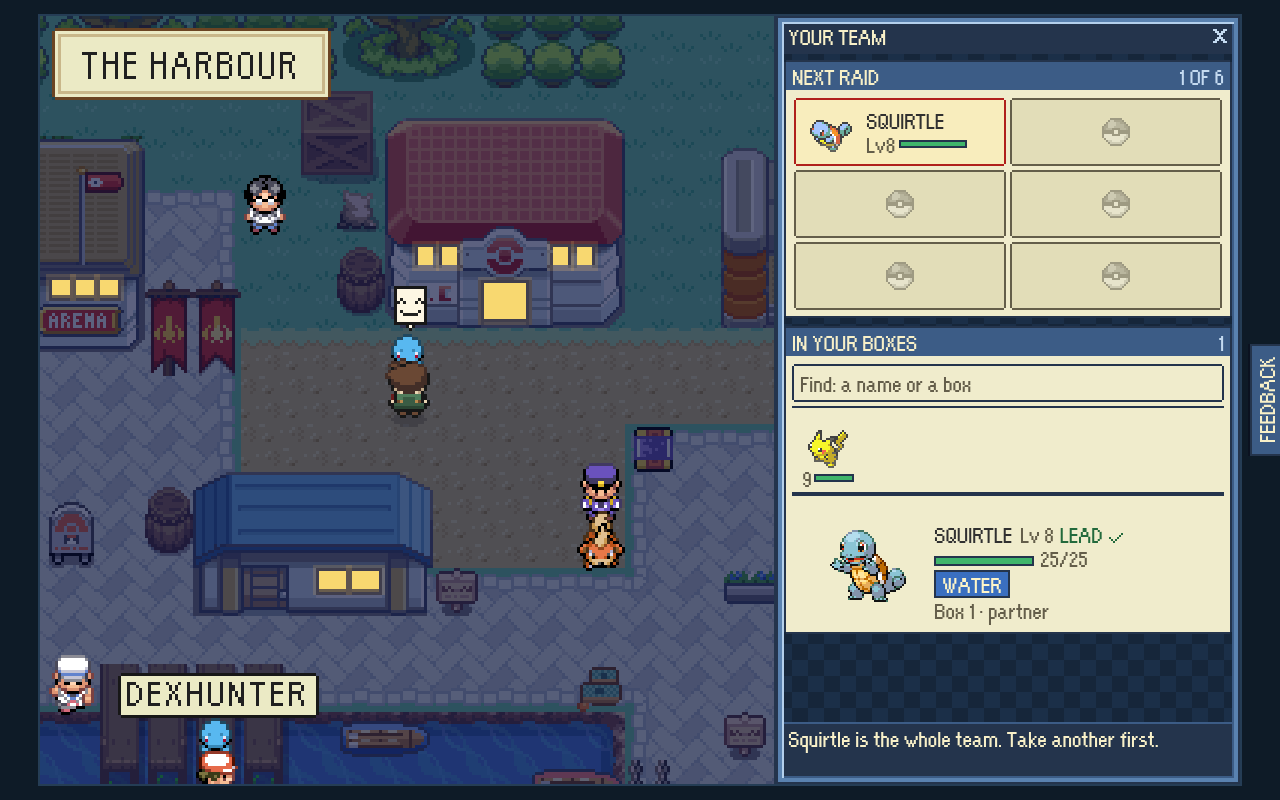 THE HARBOUR
ARENA
.C
DEXHUNTER
YOUR TEAM X
NEXT RAID 1 OF 6
SQUIRTLE
Lv8
IN YOUR BOXES 1
Find: a name or a box
9
SQUIRTLE Lv 8 LEAD ✓
25/25
WATER
Box 1 · partner
Squirtle is the whole team. Take another first.
FEEDBACK